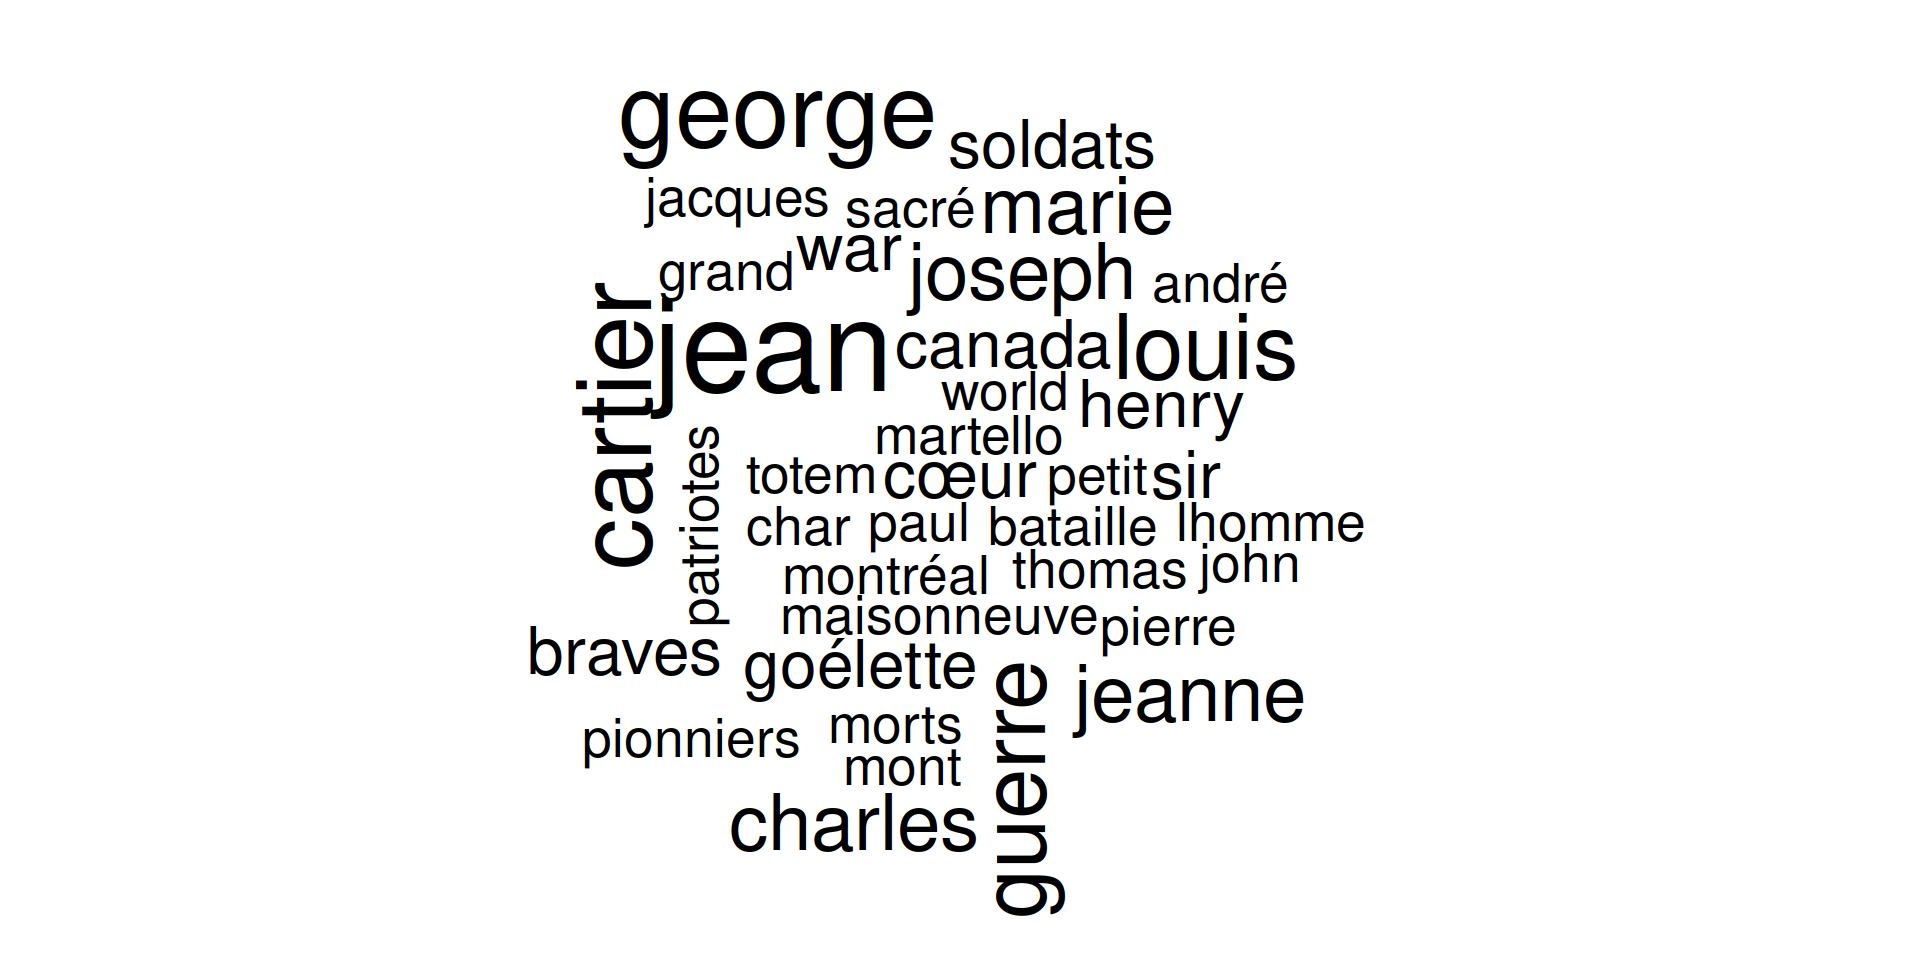 george
soldats
jacques
sacré
marie
war
grand
joseph
andré
cartier
jean
canada
louis
world
henry
martello
patriotes
totem
cœur
petit
sir
char
paul
bataille
lhomme
montréal
thomas
john
maisonneuve
pierre
braves
goélette
guerre
jeanne
pionniers
morts
mont
charles